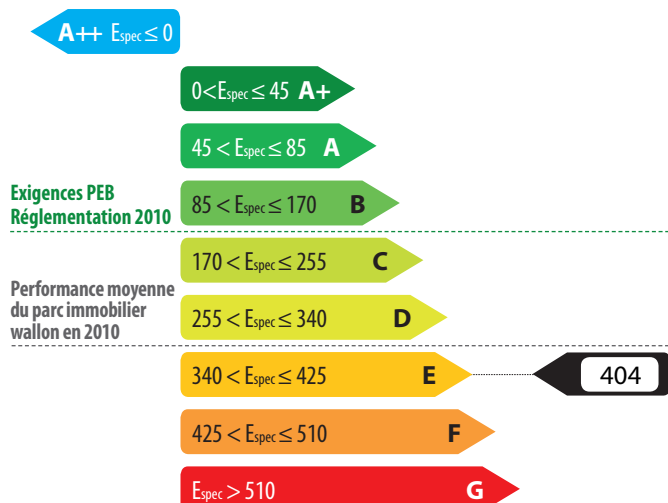 A++ Espec ≤ 0
0<Espec ≤ 45 A+
45 < Espec ≤ 85 A
Exigences PEB
Réglementation 2010
85 < Espec ≤ 170 B
170 < Espec ≤ 255 C
Performance moyenne
du parc immobilier
wallon en 2010
255 < Espec ≤ 340 D
340 < Espec ≤ 425 E
404
425 < Espec ≤ 510 F
Espec > 510 G